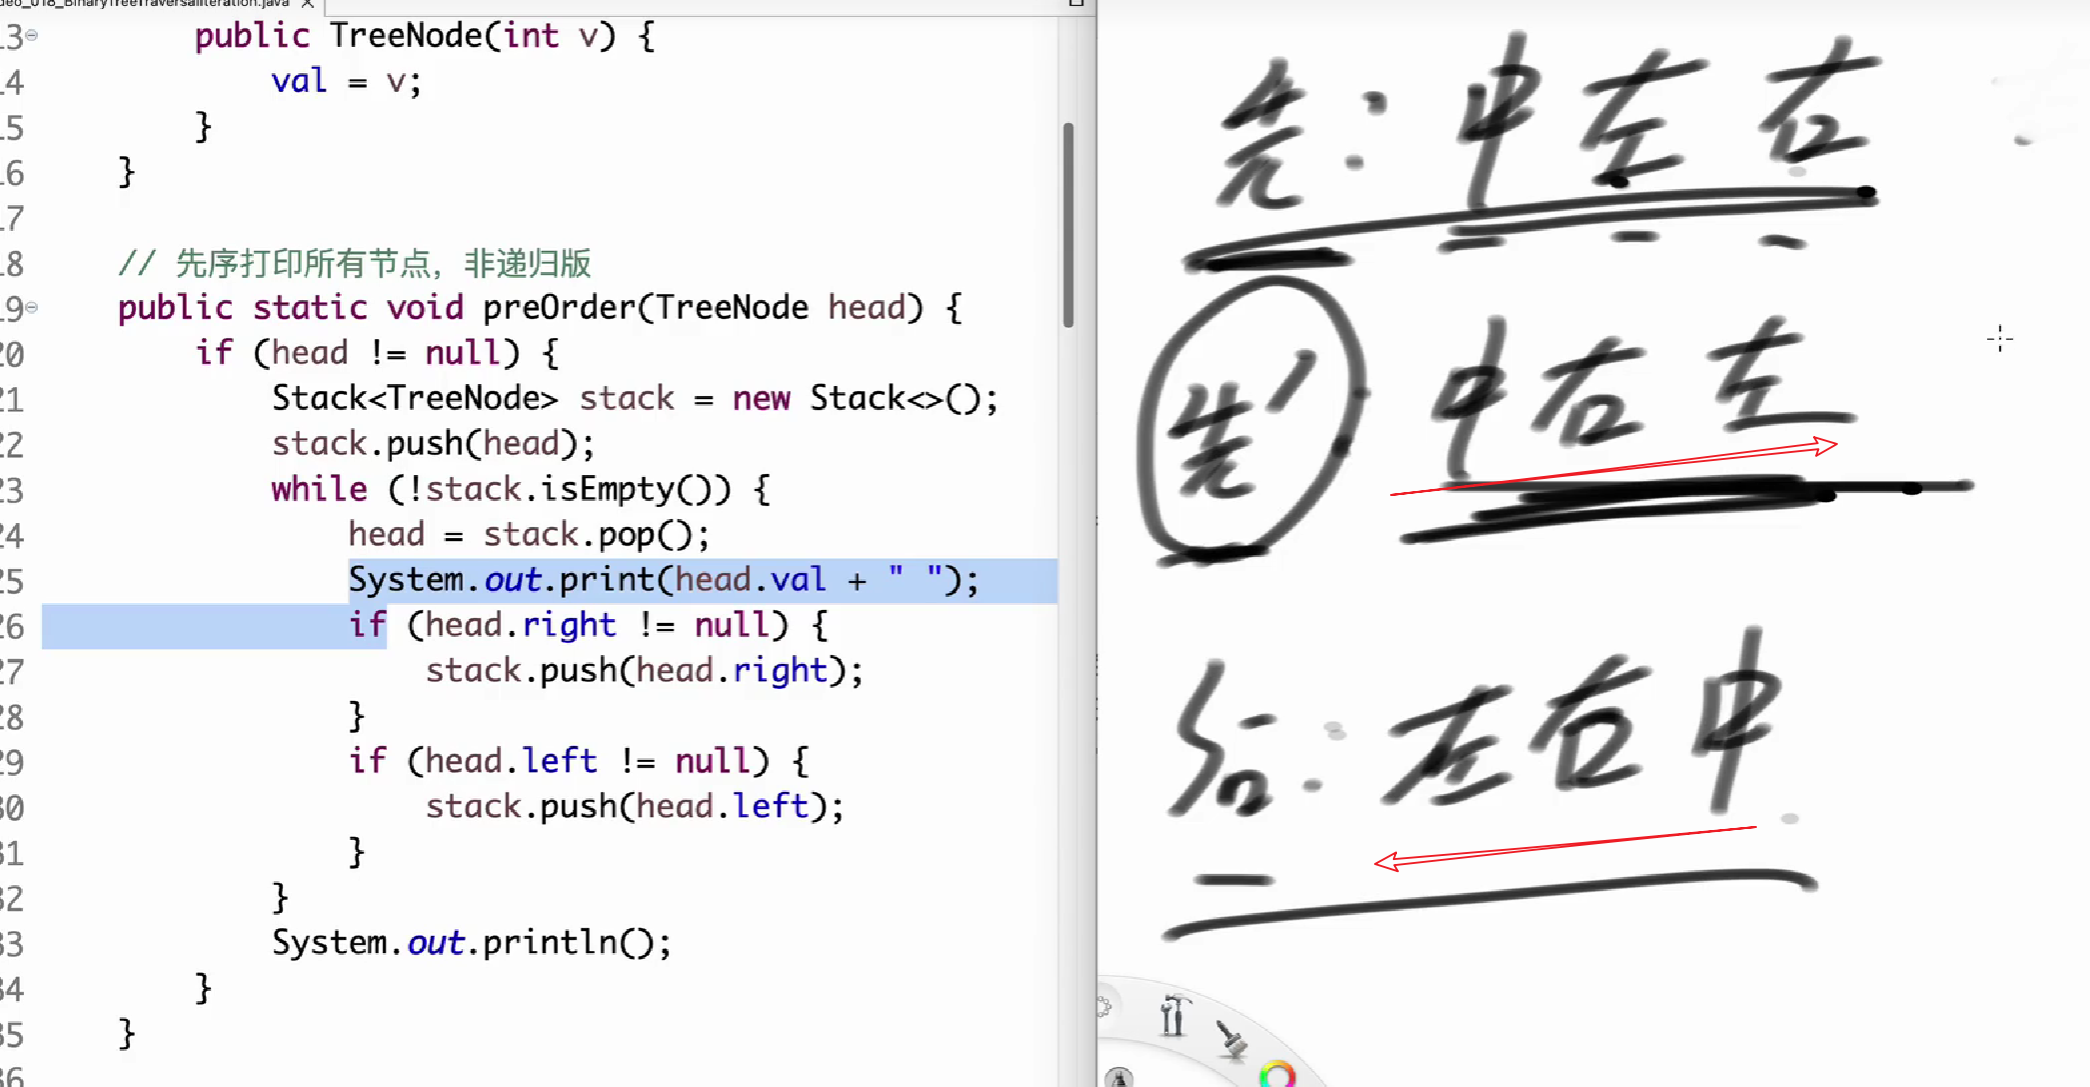 deo_018_BinaryTreeTraversalIteration.java
13 public TreeNode(int v) {
14 val = v;
15 }
16 }
17
18 // 先序打印所有节点，非递归版
19 public static void preOrder(TreeNode head) {
20 if (head != null) {
21 Stack<TreeNode> stack = new Stack<>();
22 stack.push(head);
23 while (!stack.isEmpty()) {
24 head = stack.pop();
25 System.out.print(head.val + " ");
26 if (head.right != null) {
27 stack.push(head.right);
28 }
29 if (head.left != null) {
30 stack.push(head.left);
31 }
32 }
33 System.out.println();
34 }
35 }
36
先：中左右
先′ 中右左
后：左右中